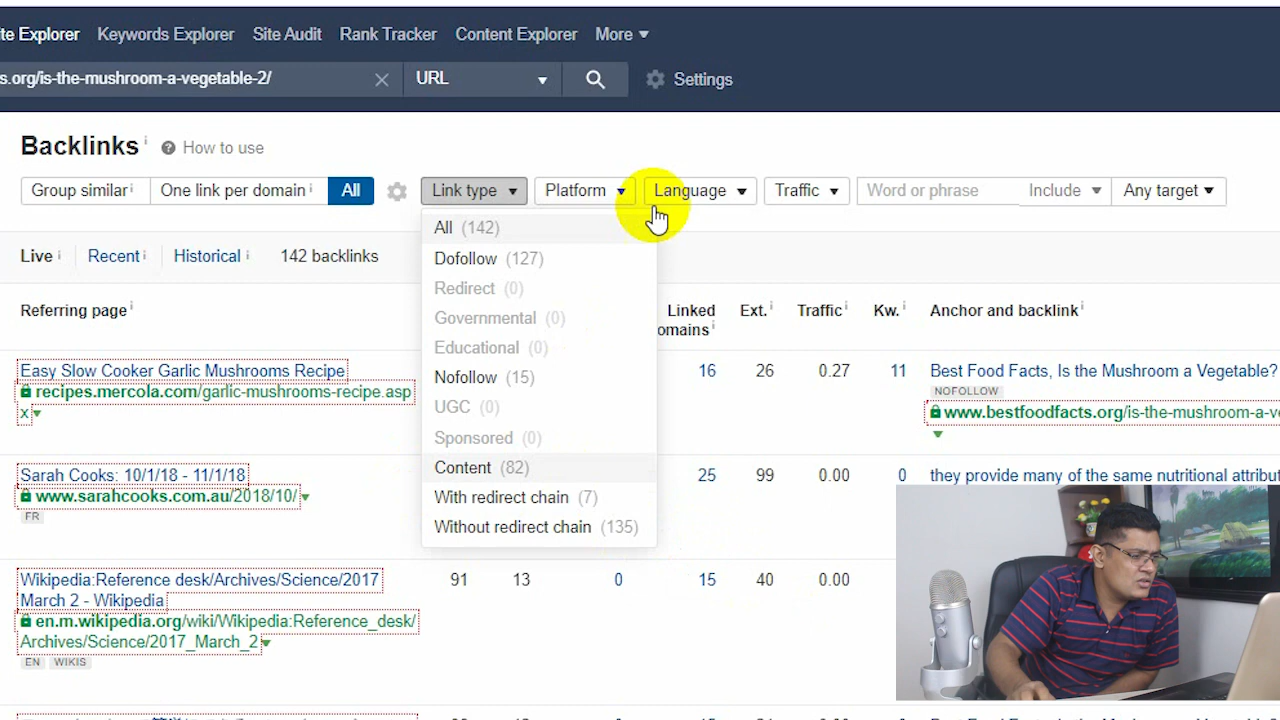 te Explorer Keywords Explorer Site Audit Rank Tracker Content Explorer More
s.org/is-the-mushroom-a-vegetable-2/ URL Settings
Backlinks i ? How to use
Group similar i One link per domain i All Link type Platform Language Traffic Word or phrase Include Any target
All (142)
Dofollow (127)
Redirect (0)
Governmental (0)
Educational (0)
Nofollow (15)
UGC (0)
Sponsored (0)
Content (82)
With redirect chain (7)
Without redirect chain (135)
Live i Recent i Historical i 142 backlinks
Referring page i Linked Ext. i Traffic i Kw. i Anchor and backlink i
omains i
Easy Slow Cooker Garlic Mushrooms Recipe 16 26 0.27 11 Best Food Facts, Is the Mushroom a Vegetable?
NOFOLLOW
recipes.mercola.com/garlic-mushrooms-recipe.asp
x
www.bestfoodfacts.org/is-the-mushroom-a-v
Sarah Cooks: 10/1/18 - 11/1/18 25 99 0.00 0 they provide many of the same nutritional attribu
www.sarahcooks.com.au/2018/10/
FR
Wikipedia:Reference desk/Archives/Science/2017 91 13 0 15 40 0.00
March 2 - Wikipedia
en.m.wikipedia.org/wiki/Wikipedia:Reference_desk/
Archives/Science/2017_March_2
EN WIKIS